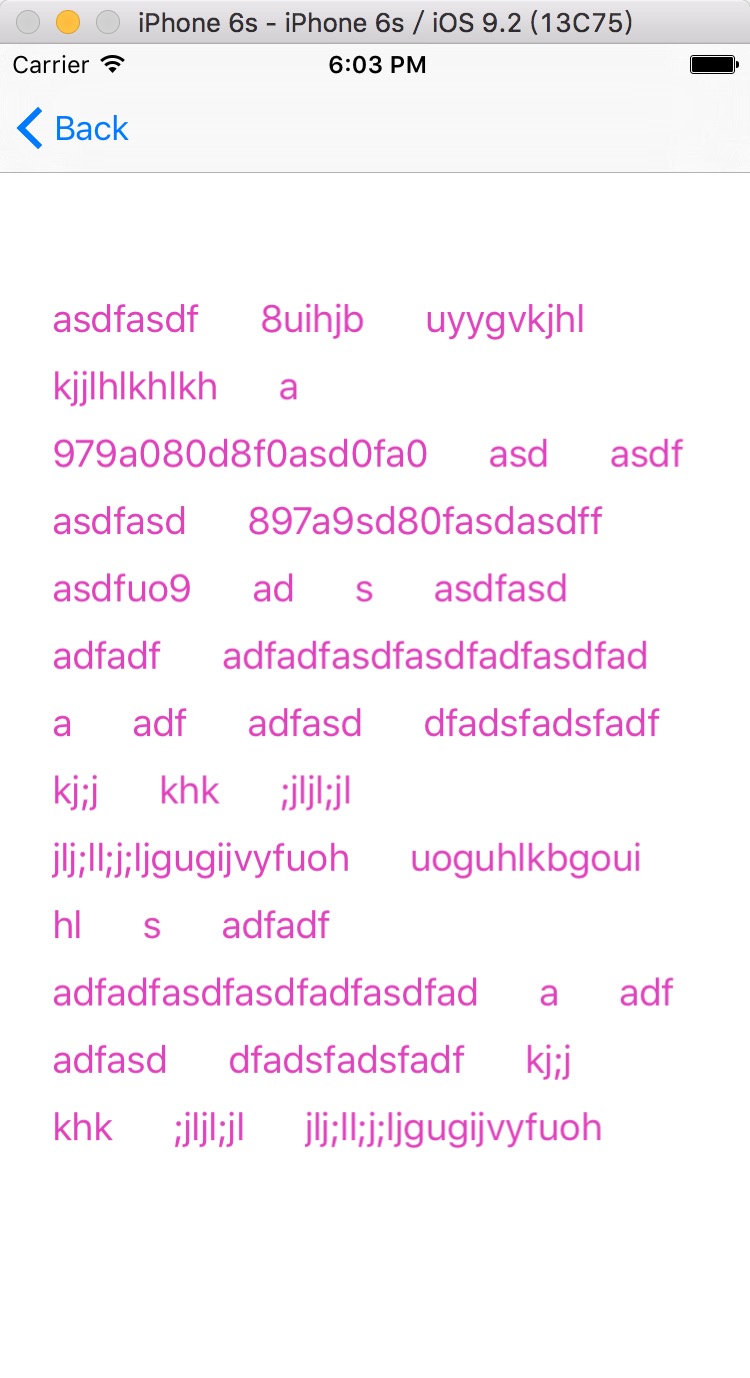 iPhone 6s - iPhone 6s / iOS 9.2 (13C75)
Carrier 6:03 PM
Back
asdfasdf 8uihjb uyygvkjhl
kjjlhlkhlkh a
979a080d8f0asd0fa0 asd asdf
asdfasd 897a9sd80fasdasdff
asdfuo9 ad s asdfasd
adfadf adfadfasdfasdfadfasdfad
a adf adfasd dfadsfadsfadf
kj;j khk ;jljl;jl
jlj;ll;j;ljgugijvyfuoh uoguhlkbgoui
hl s adfadf
adfadfasdfasdfadfasdfad a adf
adfasd dfadsfadsfadf kj;j
khk ;jljl;jl jlj;ll;j;ljgugijvyfuoh